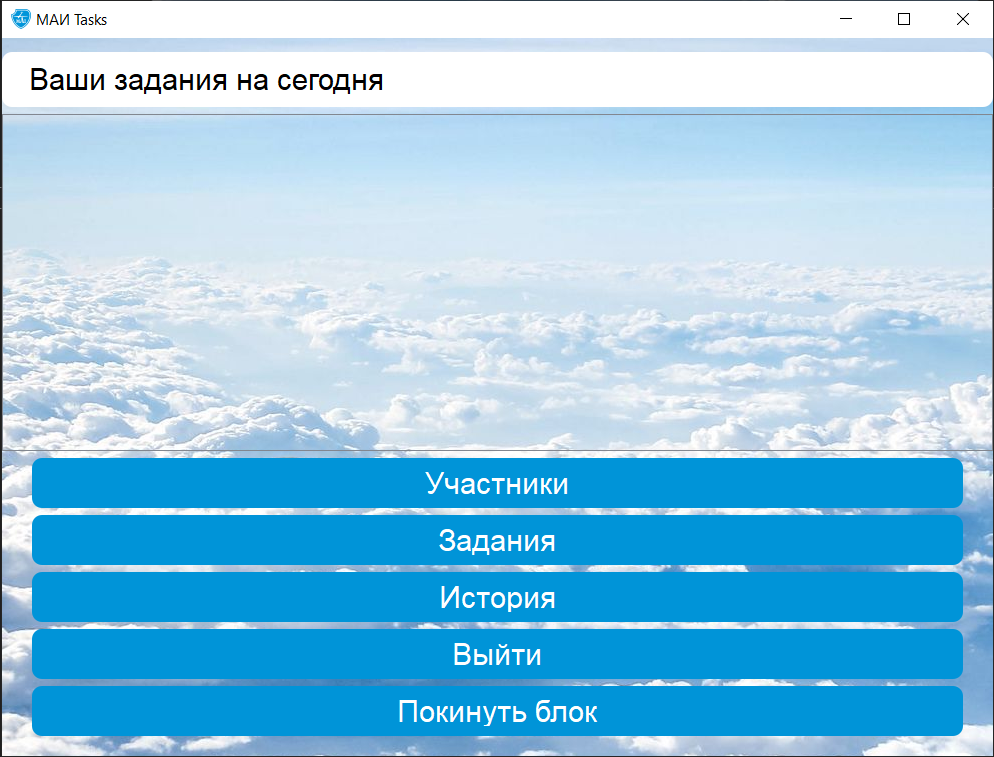 МАИ Tasks
Ваши задания на сегодня
Участники
Задания
История
Выйти
Покинуть блок